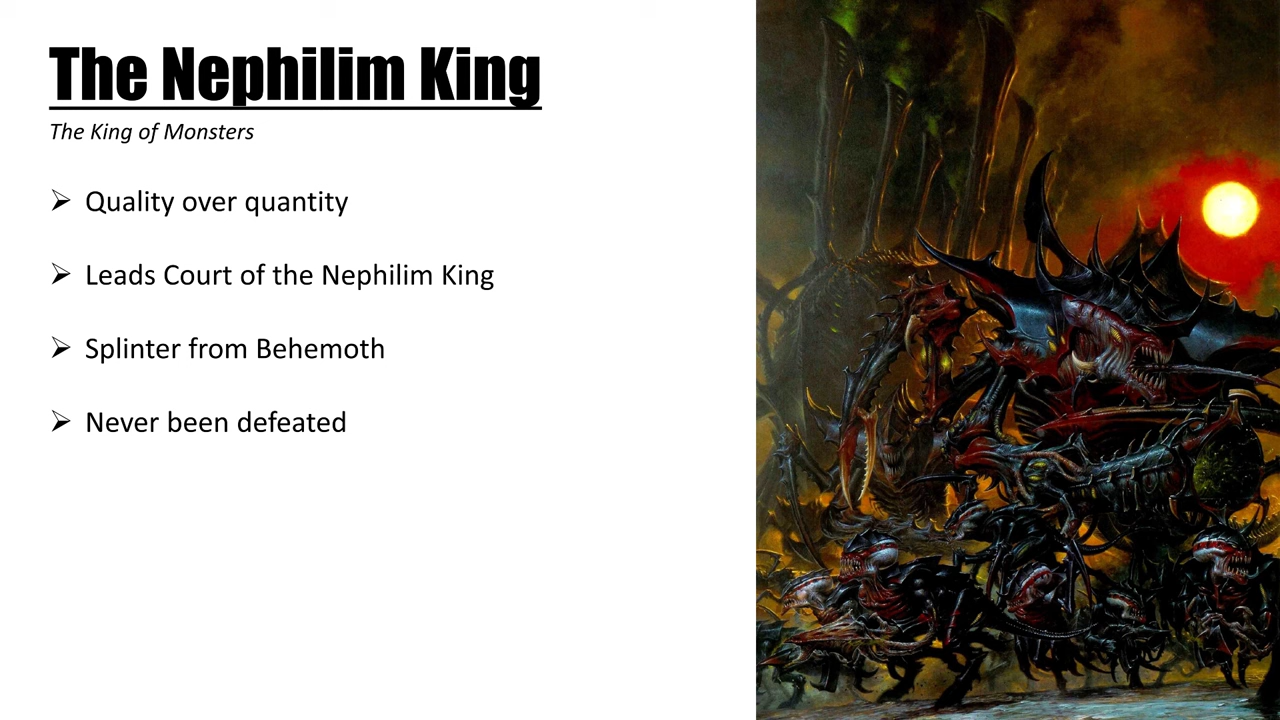 The Nephilim King
The King of Monsters
➢ Quality over quantity
➢ Leads Court of the Nephilim King
➢ Splinter from Behemoth
➢ Never been defeated